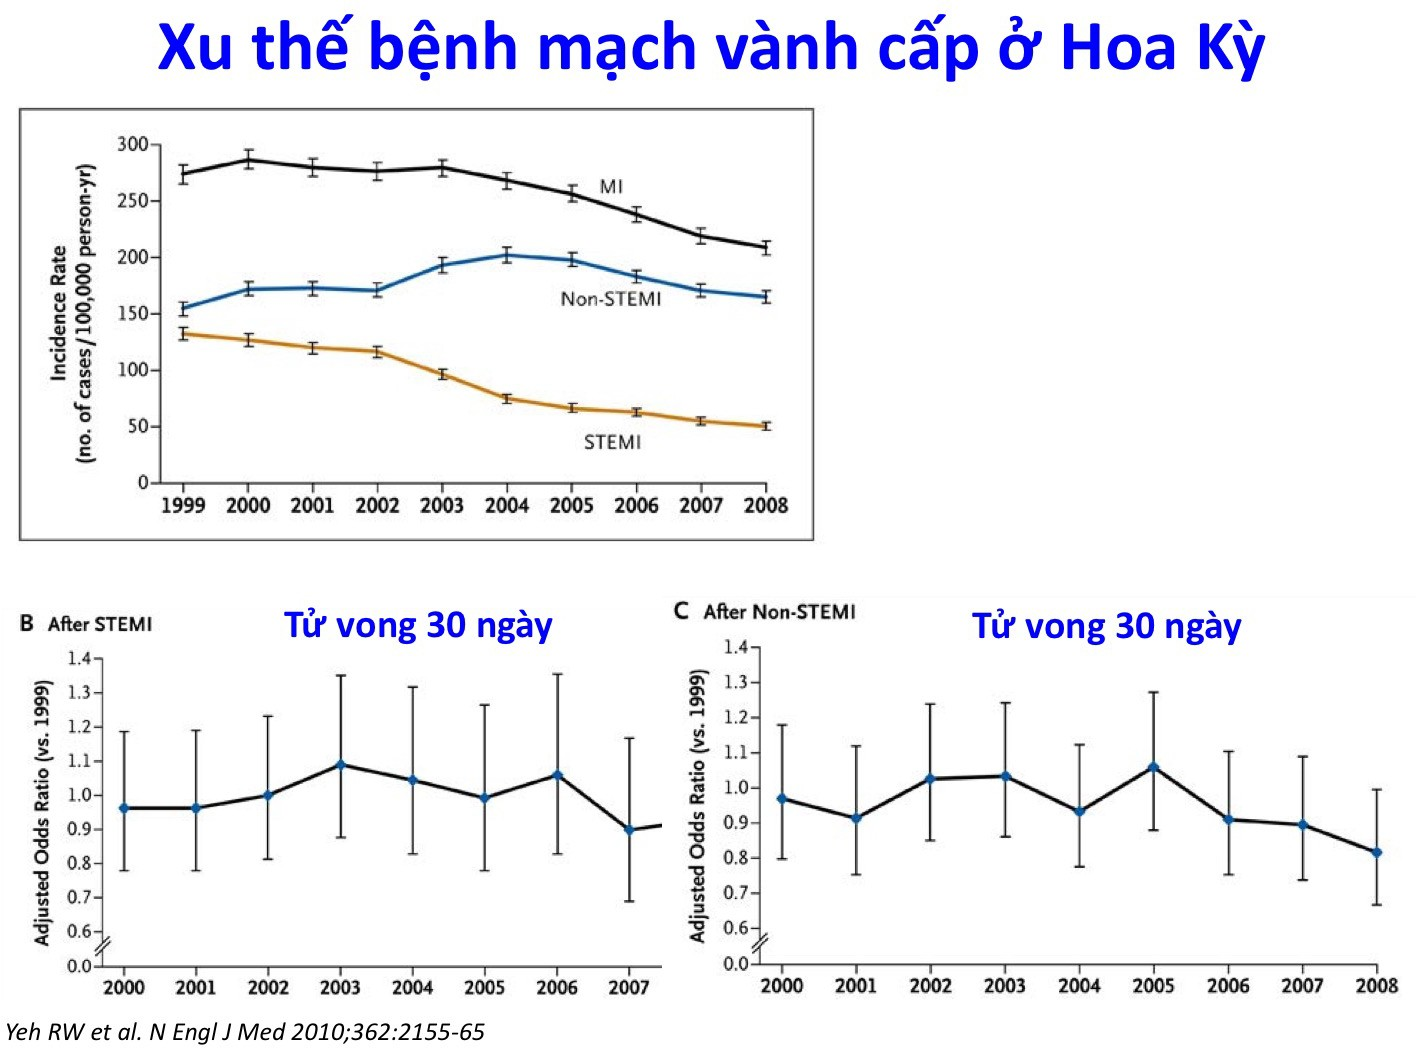 Xu thế bệnh mạch vành cấp ở Hoa Kỳ
Incidence Rate
(no. of cases/100,000 person-yr)
300
250
200
150
100
50
0
MI
Non-STEMI
STEMI
1999 2000 2001 2002 2003 2004 2005 2006 2007 2008
B After STEMI
Tử vong 30 ngày
Adjusted Odds Ratio (vs. 1999)
1.4
1.3
1.2
1.1
1.0
0.9
0.8
0.7
0.6
0.0
2000 2001 2002 2003 2004 2005 2006 2007
C After Non-STEMI
Tử vong 30 ngày
Adjusted Odds Ratio (vs. 1999)
1.4
1.3
1.2
1.1
1.0
0.9
0.8
0.7
0.6
0.0
2000 2001 2002 2003 2004 2005 2006 2007 2008
Yeh RW et al. N Engl J Med 2010;362:2155-65